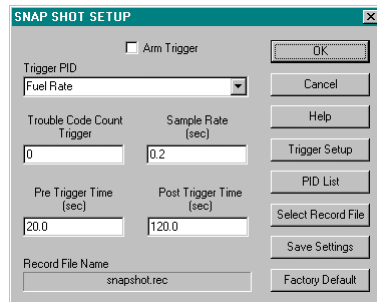 SNAP SHOT SETUP
Arm Trigger
OK
Trigger PID
Fuel Rate
Cancel
Trouble Code Count
Trigger
Sample Rate
(sec)
Help
0
0.2
Trigger Setup
Pre Trigger Time
(sec)
Post Trigger Time
(sec)
PID List
20.0
120.0
Select Record File
Save Settings
Record File Name
snapshot.rec
Factory Default